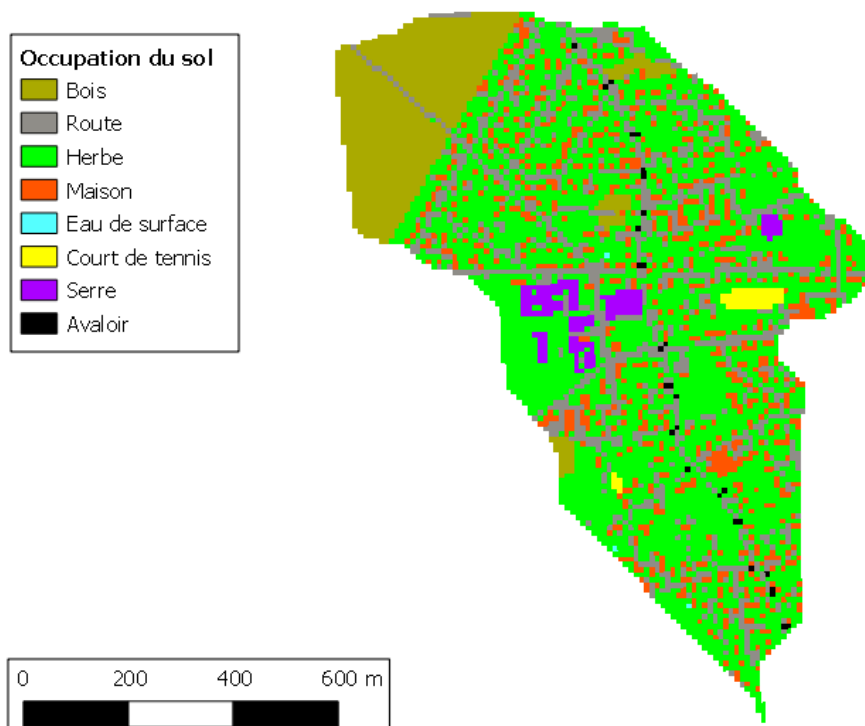 Occupation du sol
Bois
Route
Herbe
Maison
Eau de surface
Court de tennis
Serre
Avaloir
0 200 400 600 m